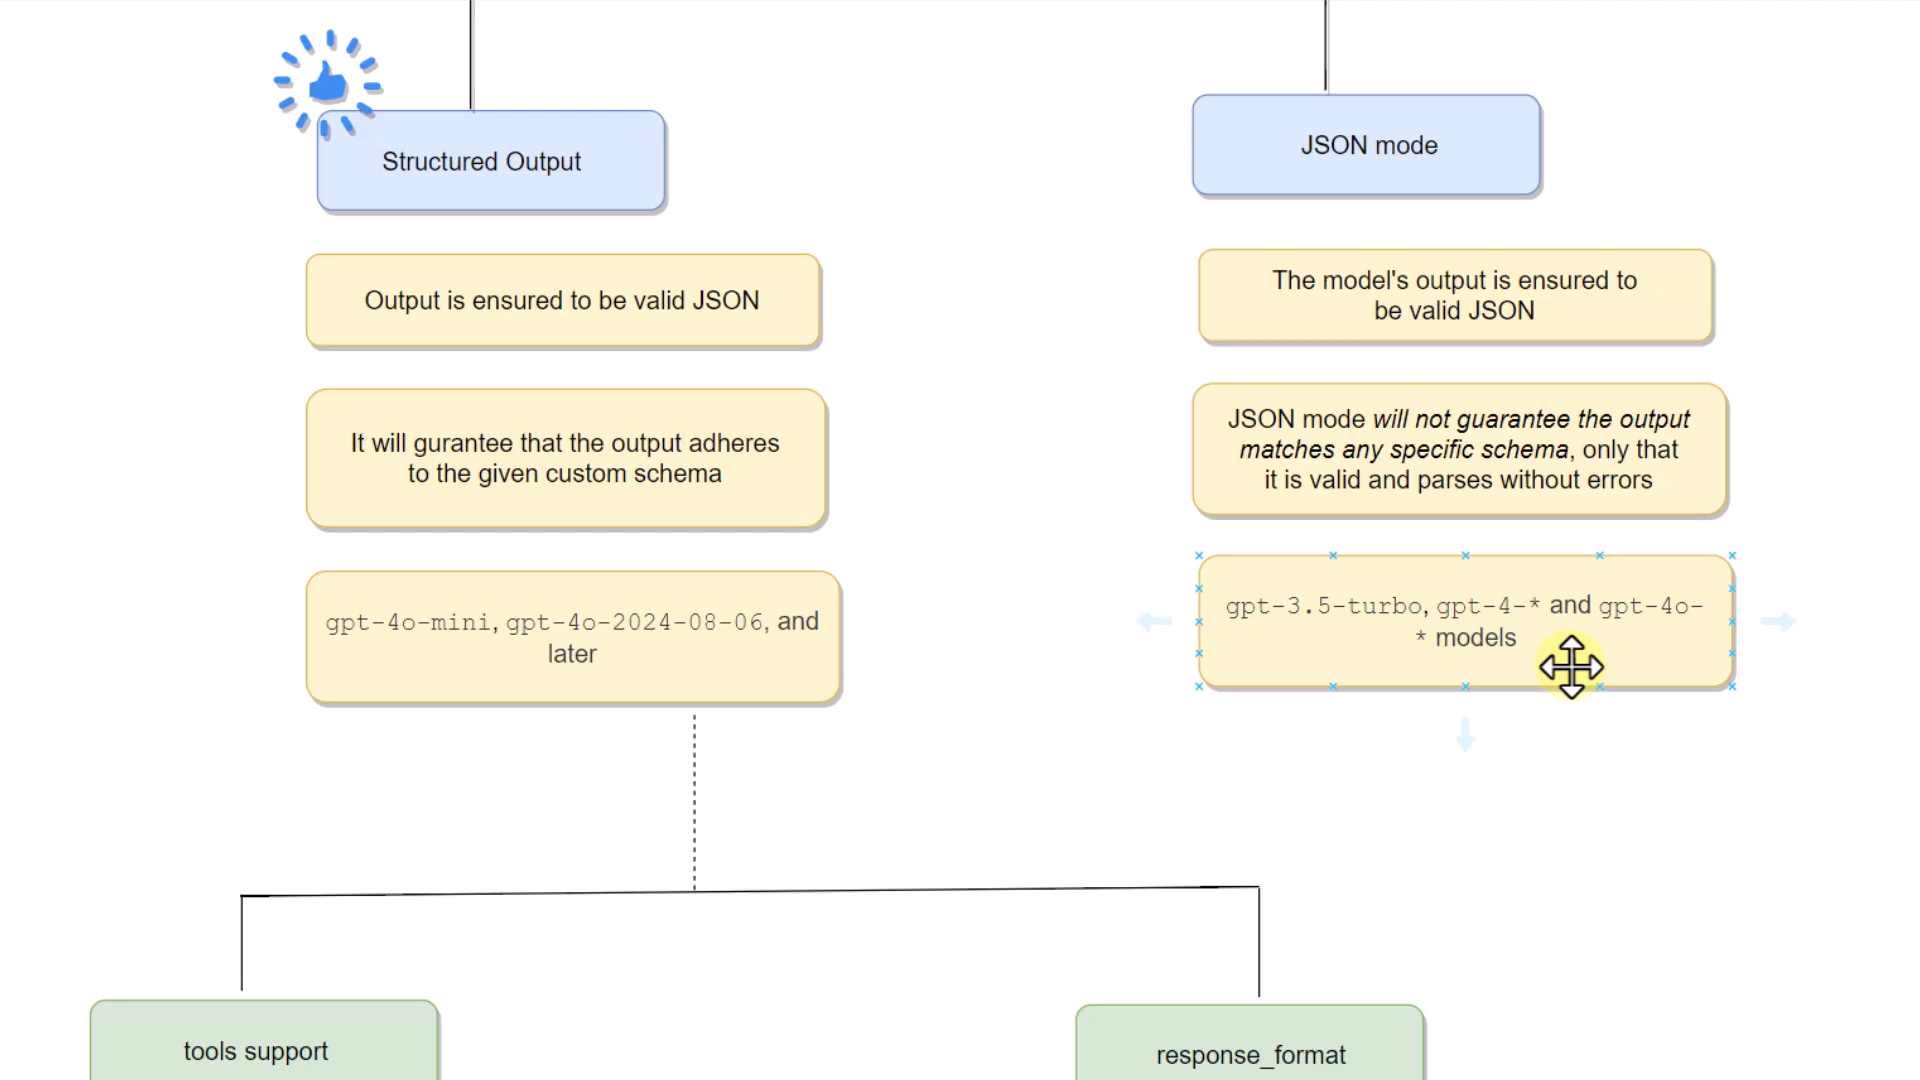 Structured Output
Output is ensured to be valid JSON
It will gurantee that the output adheres
to the given custom schema
gpt-4o-mini, gpt-4o-2024-08-06, and
later
JSON mode
The model's output is ensured to
be valid JSON
JSON mode will not guarantee the output
matches any specific schema, only that
it is valid and parses without errors
gpt-3.5-turbo, gpt-4-* and gpt-4o-
* models
tools support
response_format